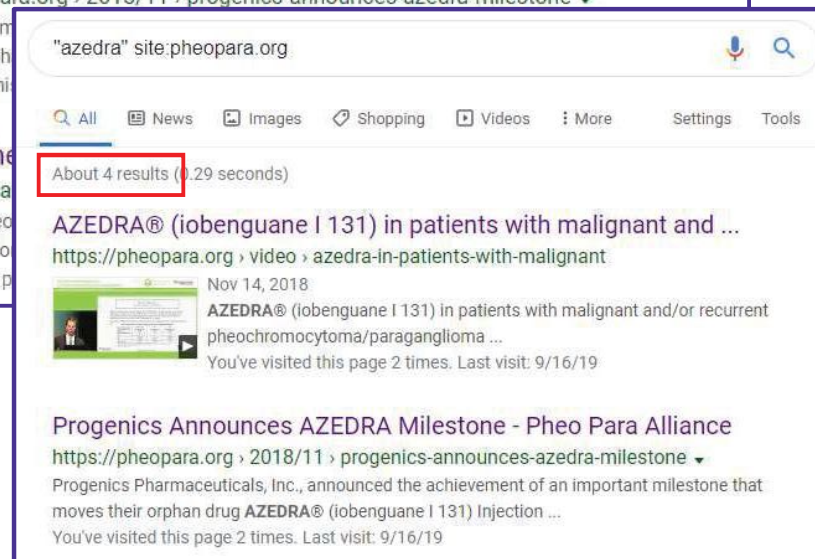 progenics-announces-azedra-milestone
"azedra" site:pheopara.org
All News Images Shopping Videos More Settings Tools
About 4 results (0.29 seconds)
AZEDRA® (iobenguane I 131) in patients with malignant and ...
https://pheopara.org › video › azedra-in-patients-with-malignant
Nov 14, 2018
AZEDRA® (iobenguane I 131) in patients with malignant and/or recurrent
pheochromocytoma/paraganglioma ...
You've visited this page 2 times. Last visit: 9/16/19
Progenics Announces AZEDRA Milestone - Pheo Para Alliance
https://pheopara.org › 2018/11 › progenics-announces-azedra-milestone
Progenics Pharmaceuticals, Inc., announced the achievement of an important milestone that
moves their orphan drug AZEDRA® (iobenguane I 131) Injection ...
You've visited this page 2 times. Last visit: 9/16/19